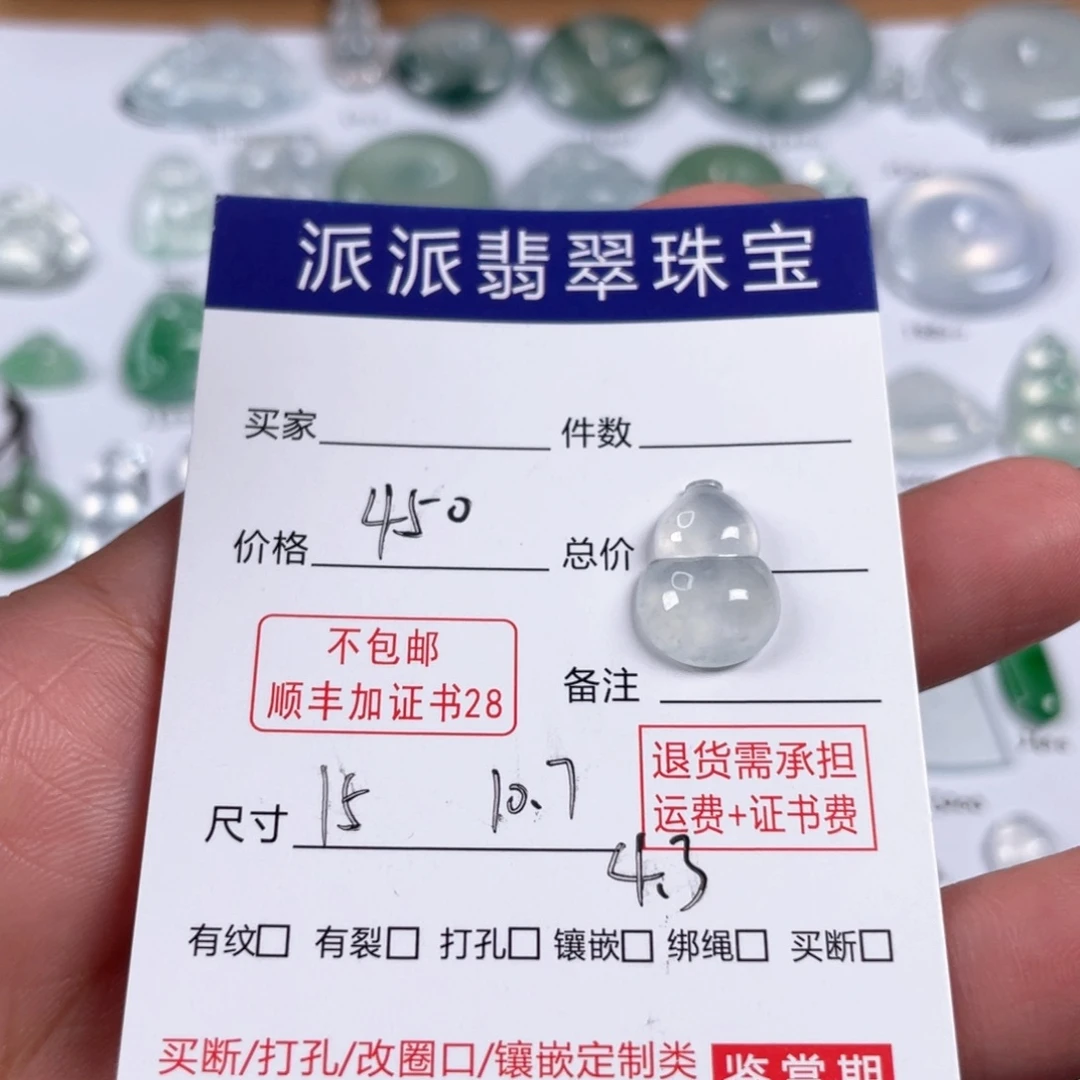 派派翡翠珠宝
买家 件数
价格 450 总价
不包邮
顺丰加证书28
备注
退货需承担
运费+证书费
尺寸 15 10.7 4.3
有纹□ 有裂□ 打孔□ 镶嵌□ 绑绳□ 买断□
买断/打孔/改圈口/镶嵌定制类
鉴赏期